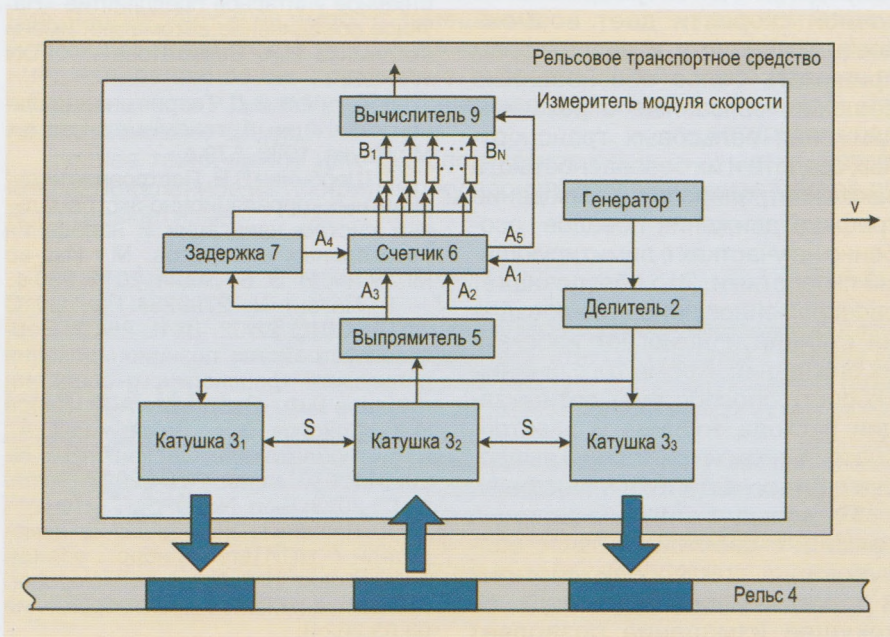 Рельсовое транспортное средство
Измеритель модуля скорости
Вычислитель 9
B1
BN
Генератор 1
v
Задержка 7
A4
Счетчик 6
A5
A1
A3
A2
Делитель 2
Выпрямитель 5
Катушка 3₁
S
Катушка 3₂
S
Катушка 3₃
Рельс 4